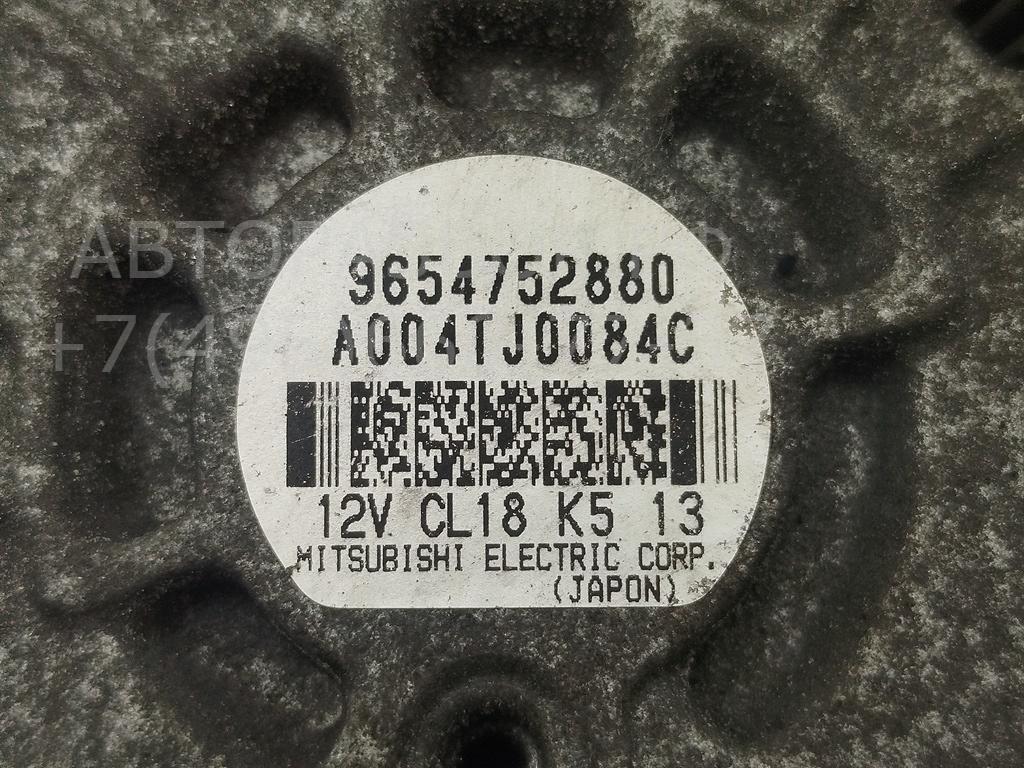 9654752880
A004TJ0084C
12V CL18 K5 13
MITSUBISHI ELECTRIC CORP.
(JAPON)